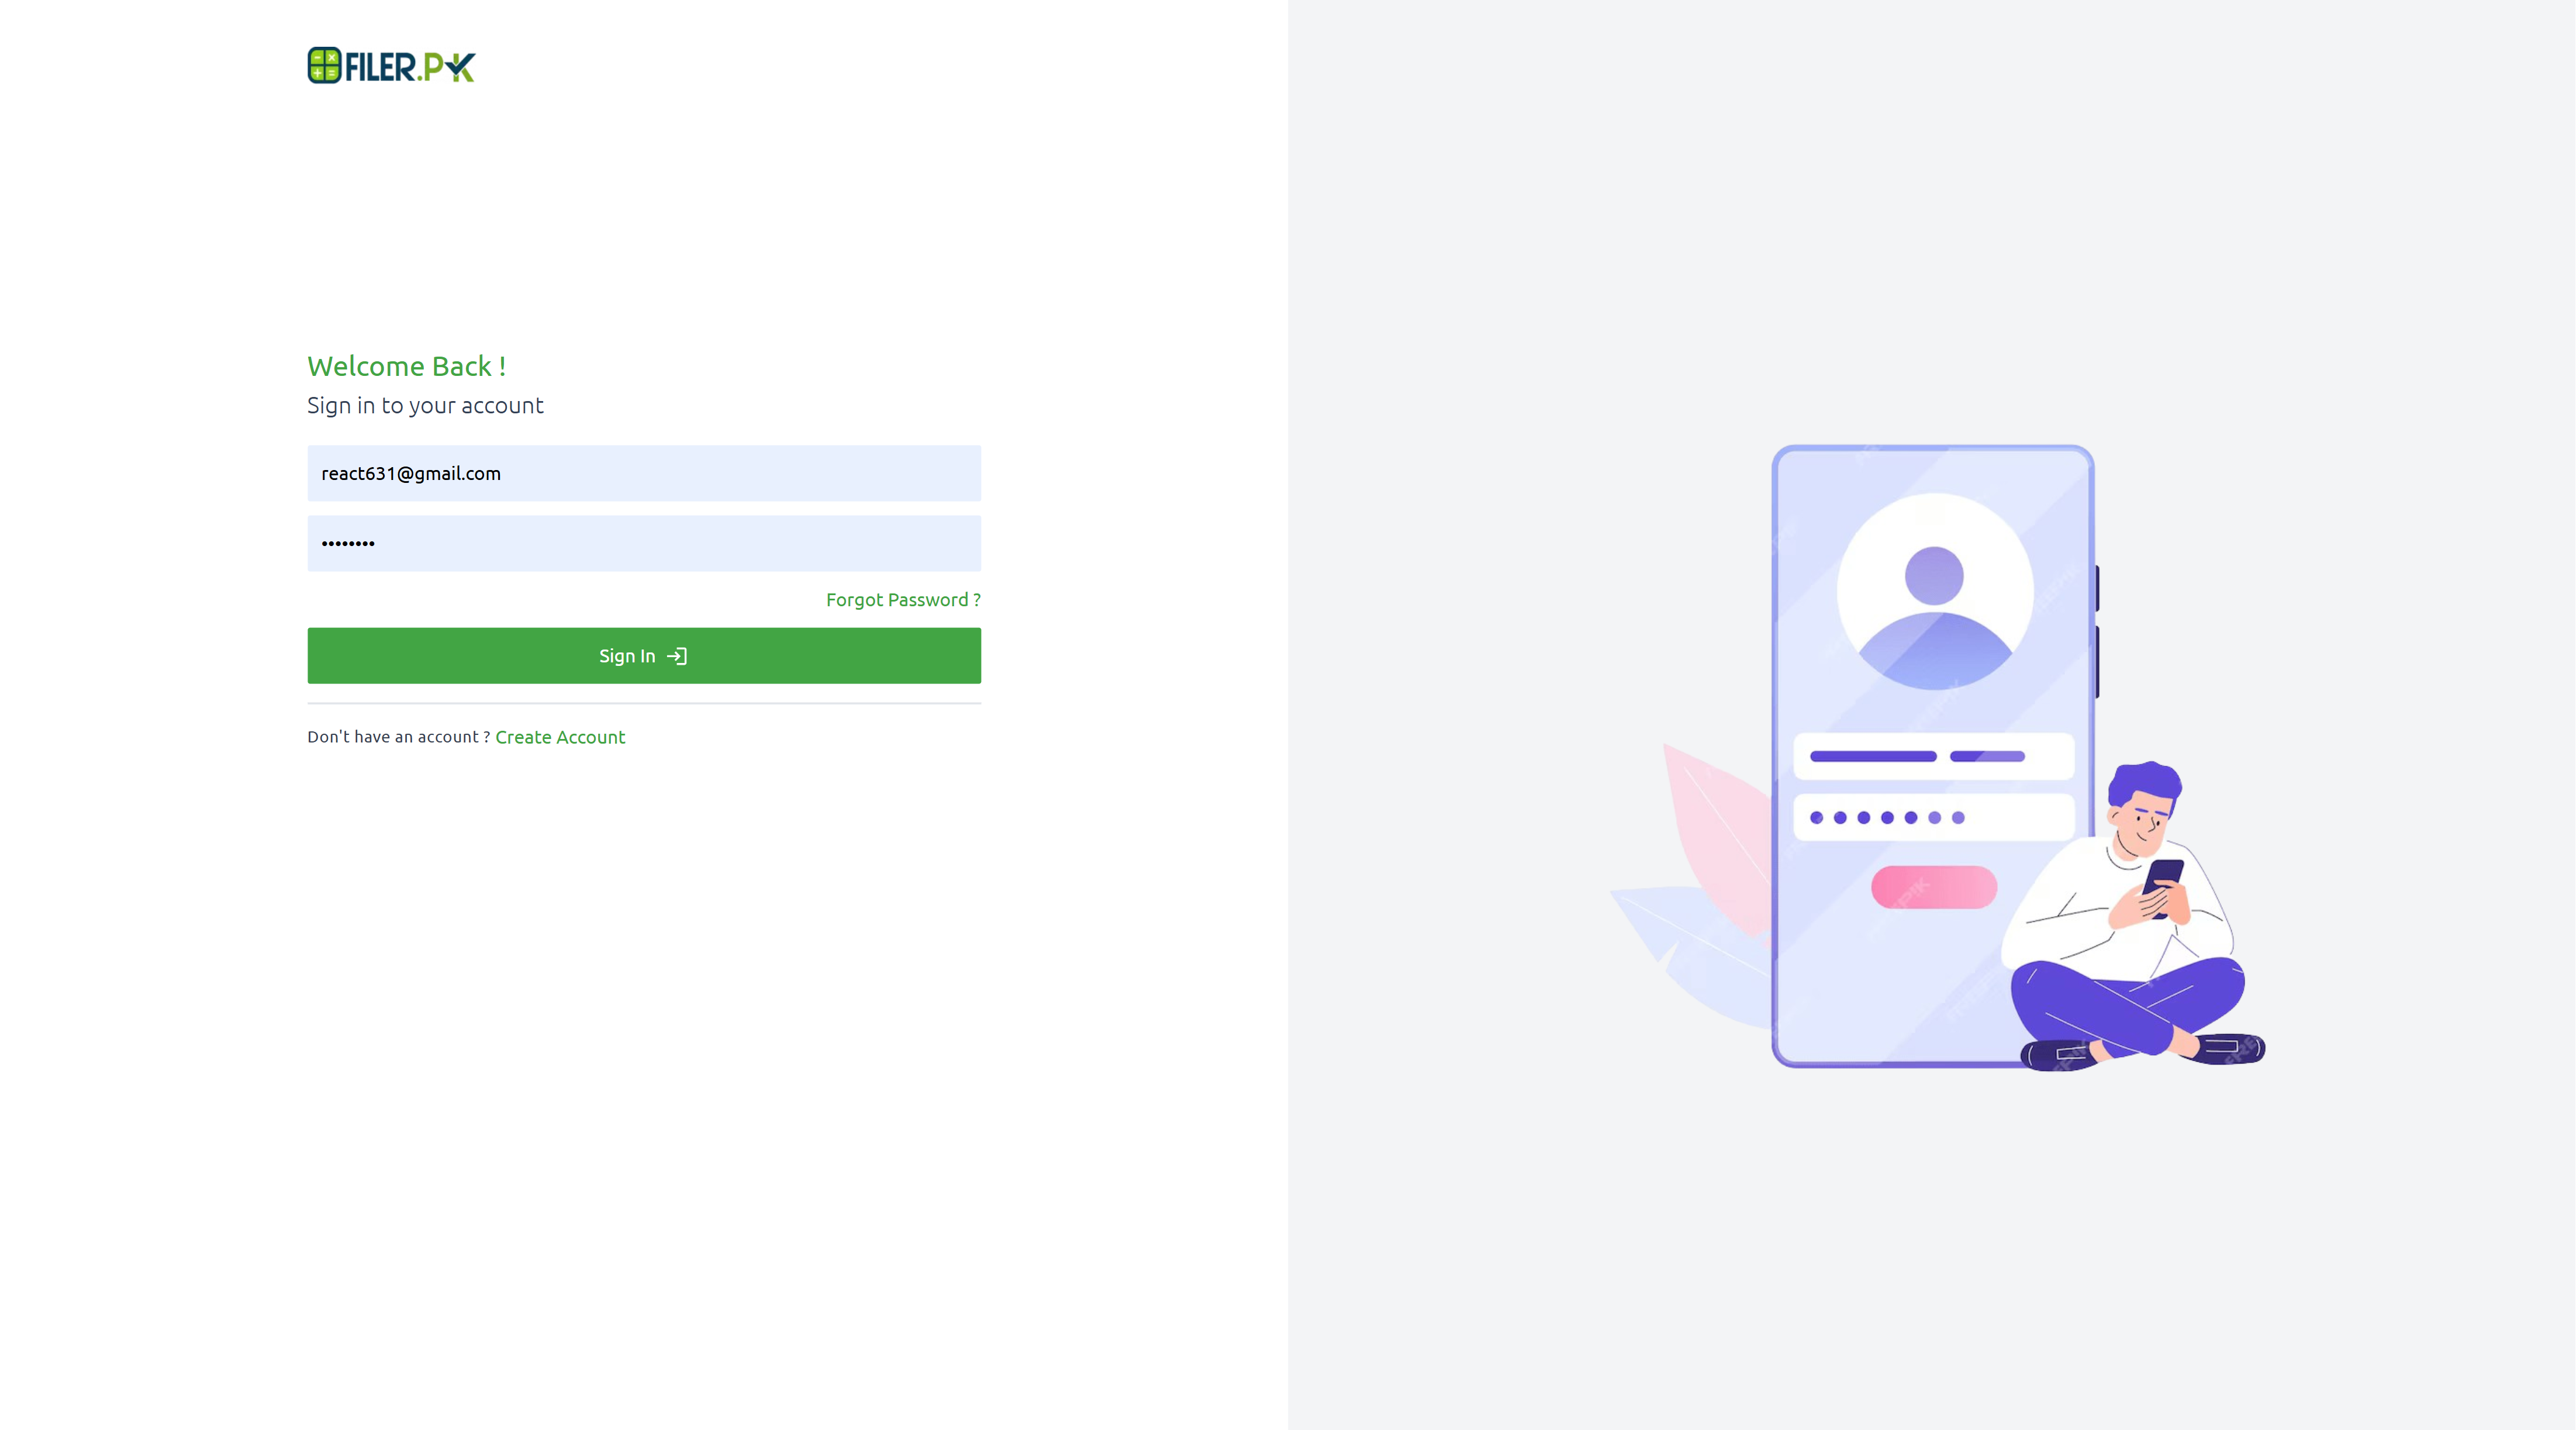 FILER.PK
Welcome Back !
Sign in to your account
react631@gmail.com
••••••••
Forgot Password ?
Sign In
Don't have an account ? Create Account